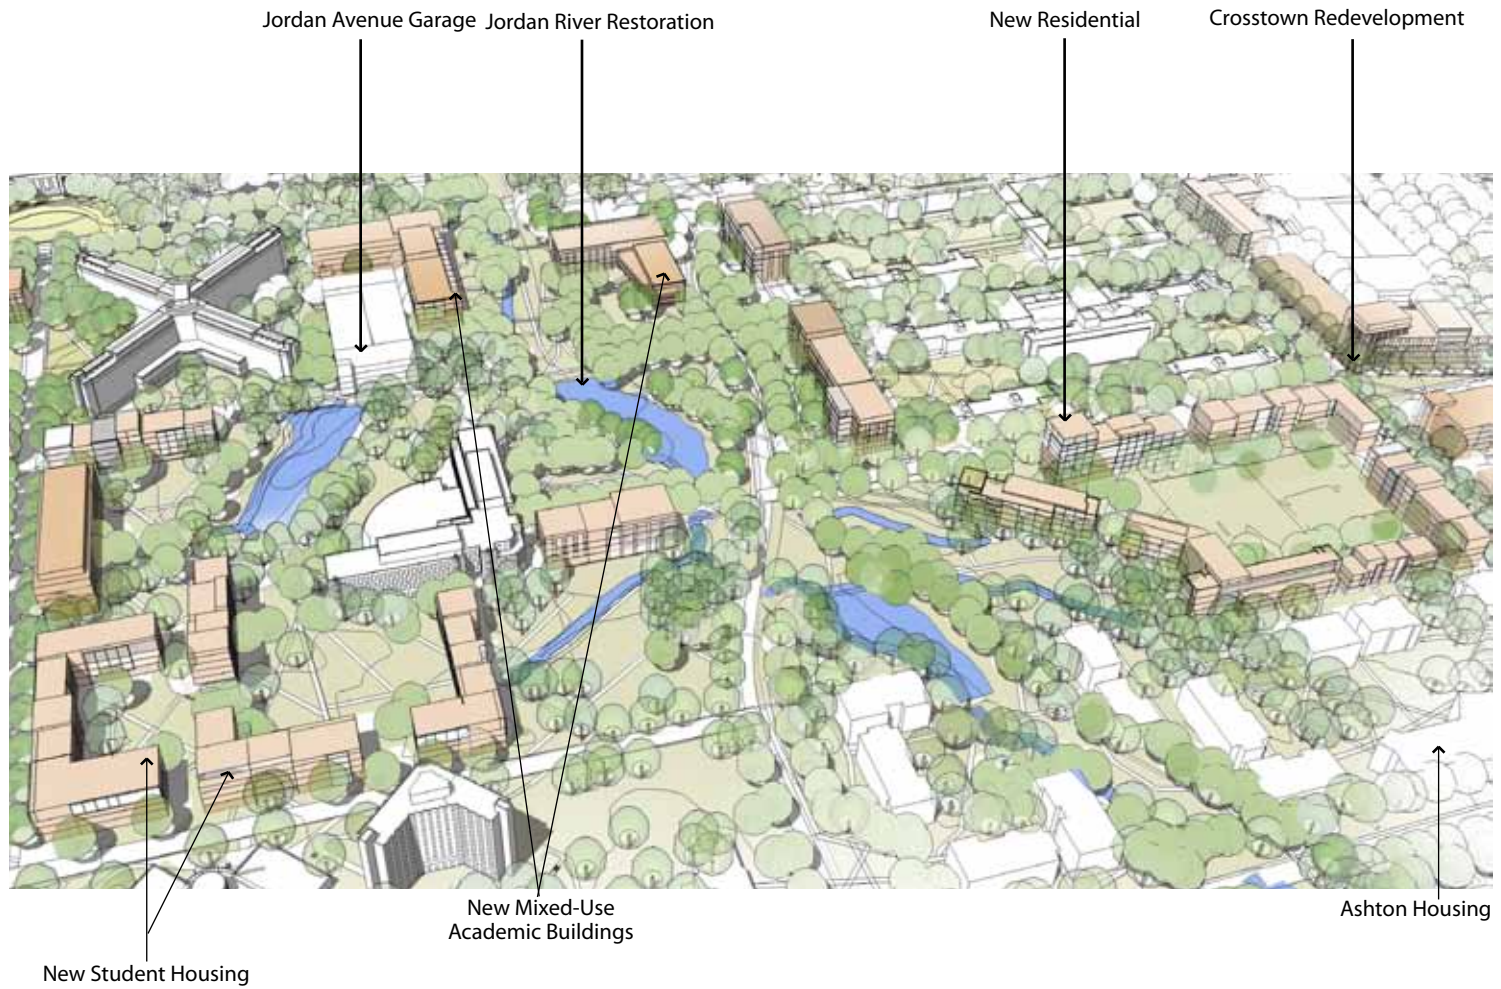 Jordan Avenue Garage
Jordan River Restoration
New Residential
Crosstown Redevelopment
New Mixed-Use
Academic Buildings
Ashton Housing
New Student Housing